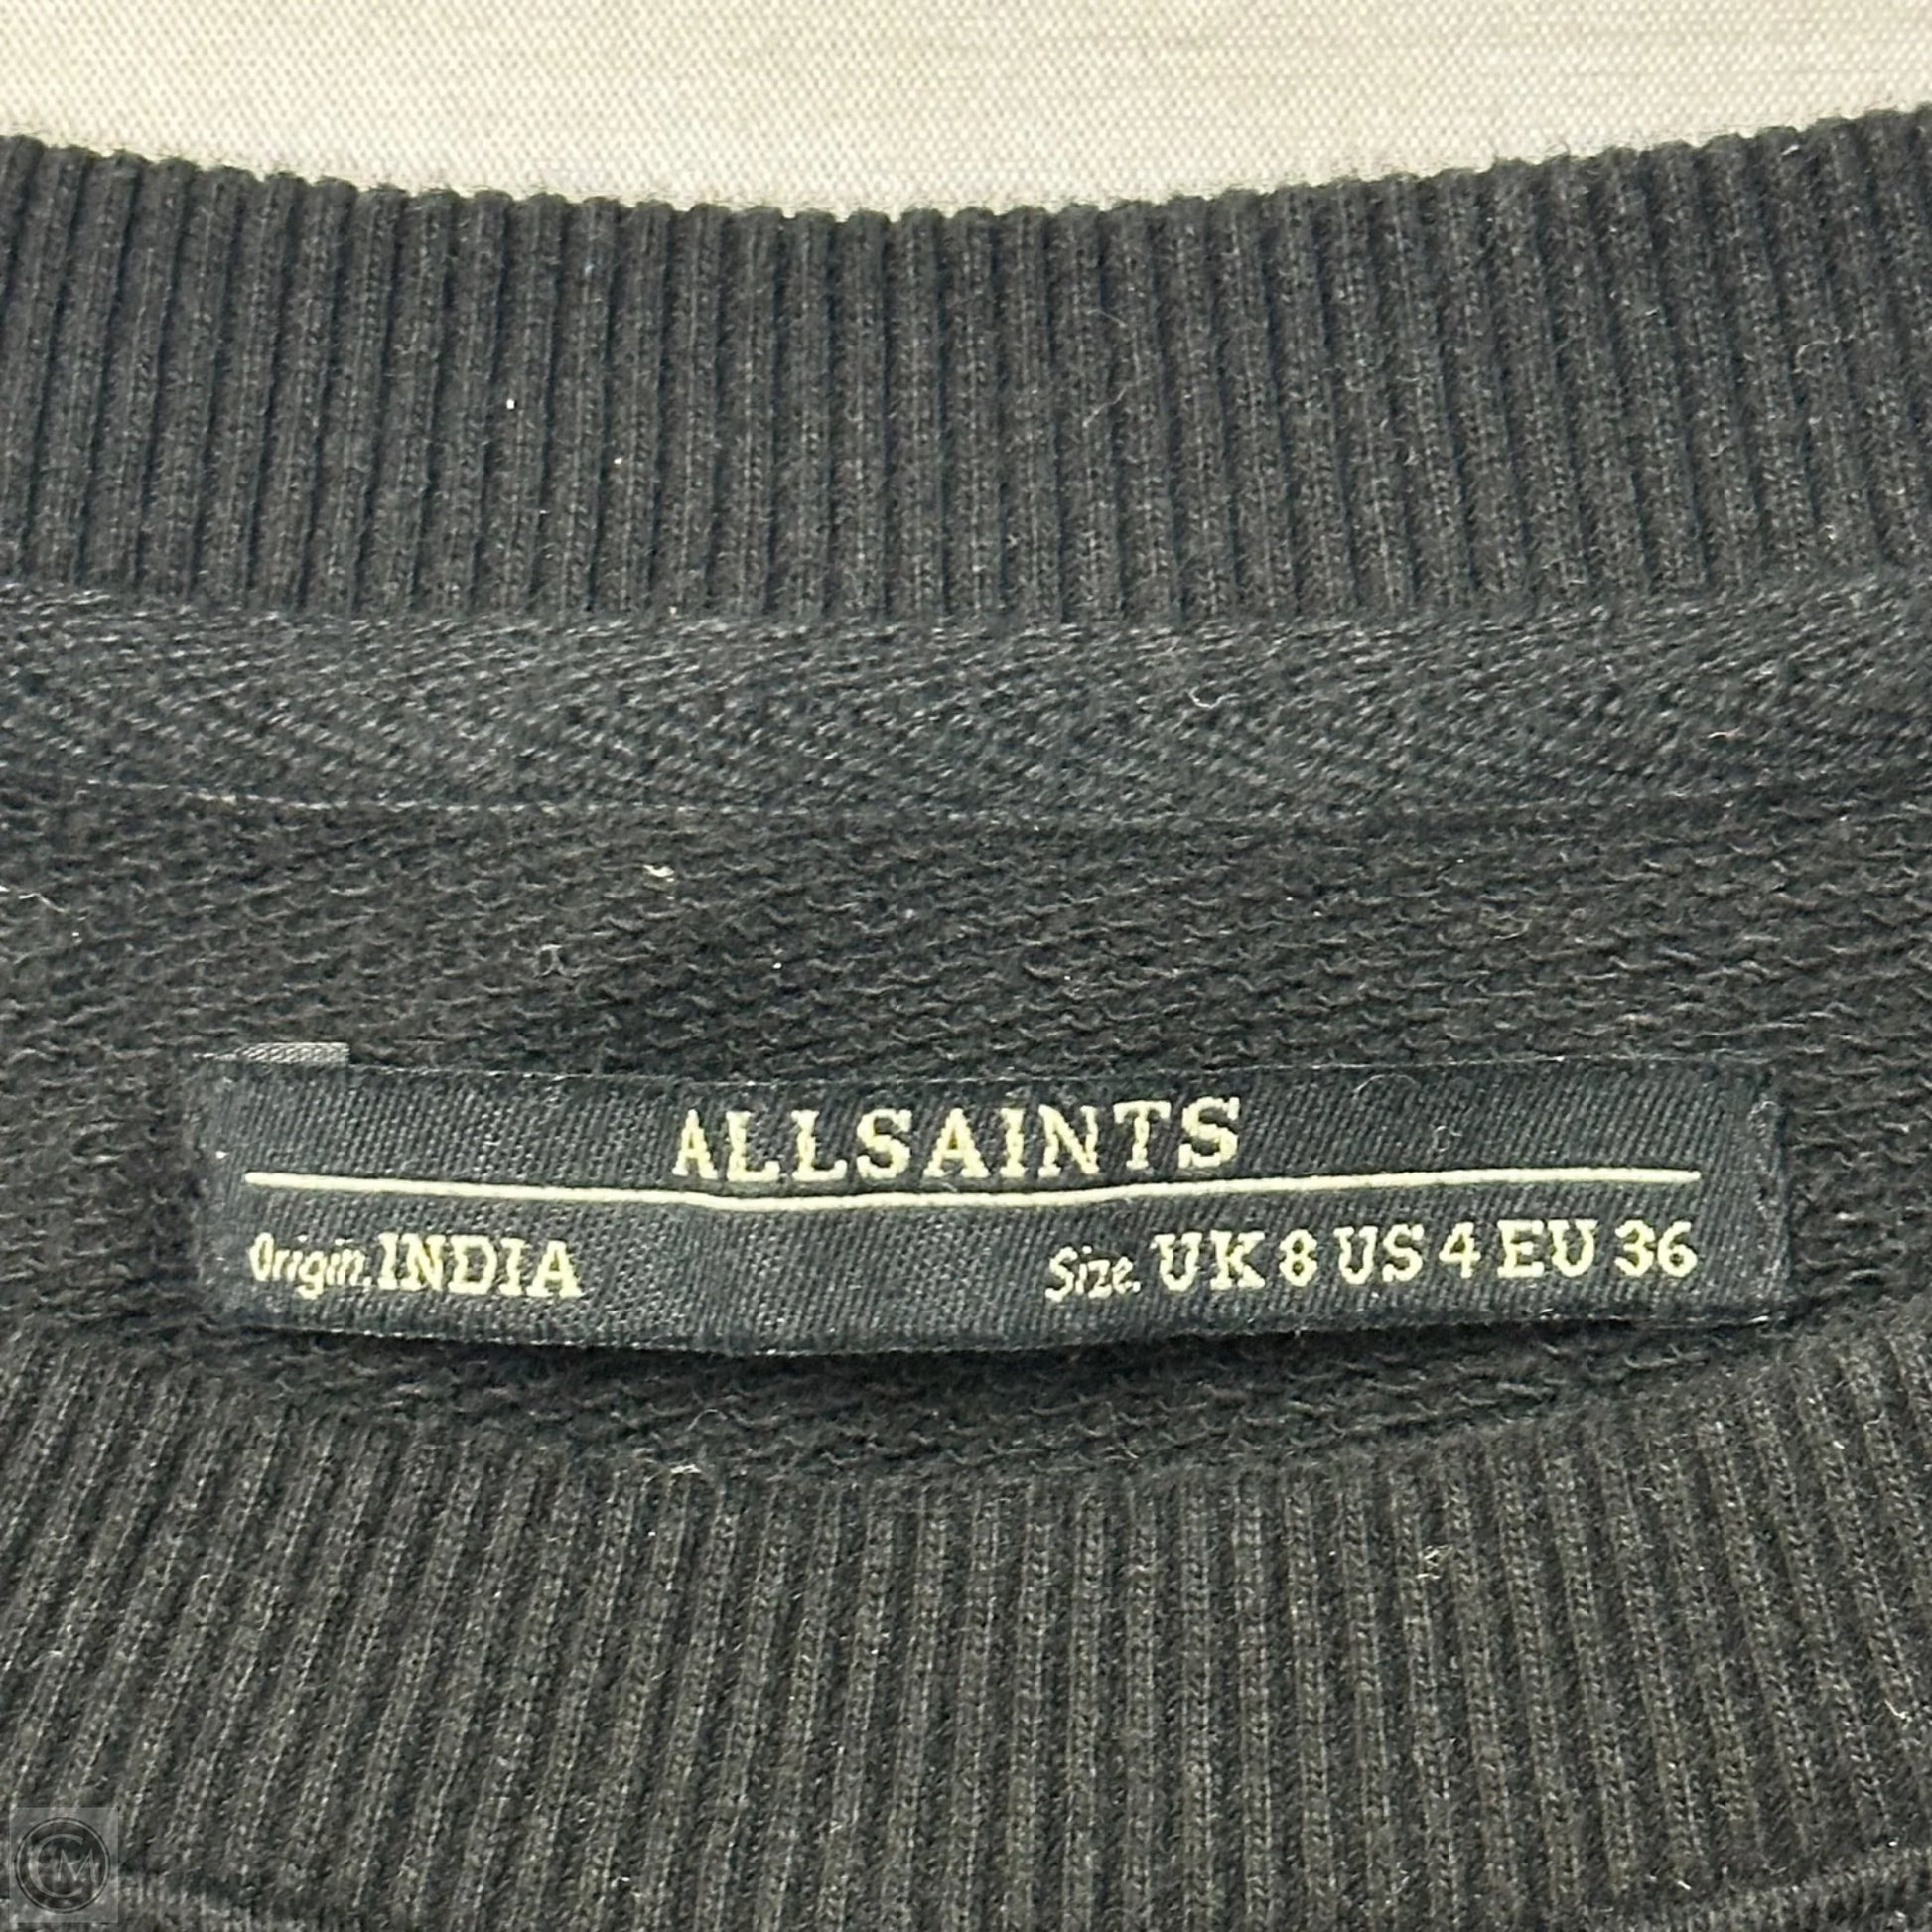 ALLSAINTS
Origin. INDIA
Size. UK 8 US 4 EU 36